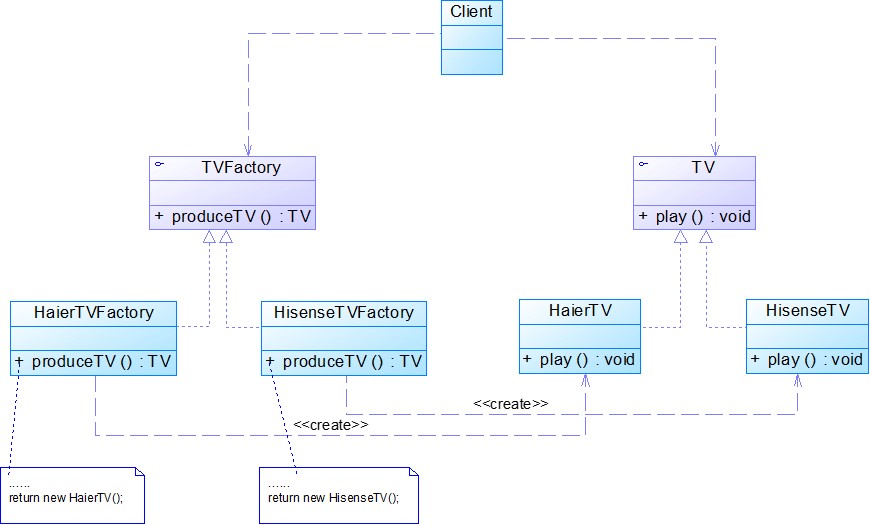 Client
TVFactory
+ produceTV () : TV
TV
+ play () : void
HaierTVFactory
+ produceTV () : TV
HisenseTVFactory
+ produceTV () : TV
HaierTV
+ play () : void
HisenseTV
+ play () : void
<<create>>
<<create>>
......
return new HaierTV();
......
return new HisenseTV();